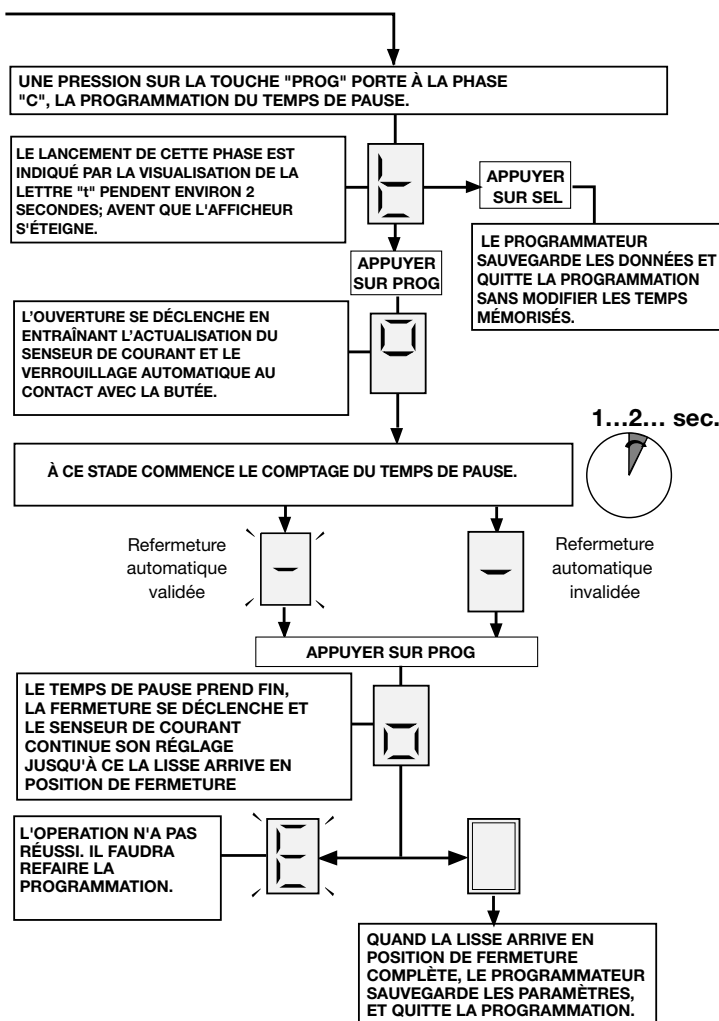 UNE PRESSION SUR LA TOUCHE "PROG" PORTE À LA PHASE
"C", LA PROGRAMMATION DU TEMPS DE PAUSE.
LE LANCEMENT DE CETTE PHASE EST
INDIQUÉ PAR LA VISUALISATION DE LA
LETTRE "t" PENDENT ENVIRON 2
SECONDES; AVENT QUE L'AFFICHEUR
S'ÉTEIGNE.
t
APPUYER
SUR SEL
LE PROGRAMMATEUR
SAUVEGARDE LES DONNÉES ET
QUITTE LA PROGRAMMATION
SANS MODIFIER LES TEMPS
MÉMORISÉS.
APPUYER
SUR PROG
L’OUVERTURE SE DÉCLENCHE EN
ENTRAÎNANT L’ACTUALISATION DU
SENSEUR DE COURANT ET LE
VERROUILLAGE AUTOMATIQUE AU
CONTACT AVEC LA BUTÉE.
o
1...2... sec.
À CE STADE COMMENCE LE COMPTAGE DU TEMPS DE PAUSE.
Refermeture
automatique
validée
-
-
Refermeture
automatique
invalidée
APPUYER SUR PROG
LE TEMPS DE PAUSE PREND FIN,
LA FERMETURE SE DÉCLENCHE ET
LE SENSEUR DE COURANT
CONTINUE SON RÉGLAGE
JUSQU'À CE LA LISSE ARRIVE EN
POSITION DE FERMETURE
o
L'OPERATION N'A PAS
RÉUSSI. IL FAUDRA
REFAIRE LA
PROGRAMMATION.
E
QUAND LA LISSE ARRIVE EN
POSITION DE FERMETURE
COMPLÈTE, LE PROGRAMMATEUR
SAUVEGARDE LES PARAMÈTRES,
ET QUITTE LA PROGRAMMATION.